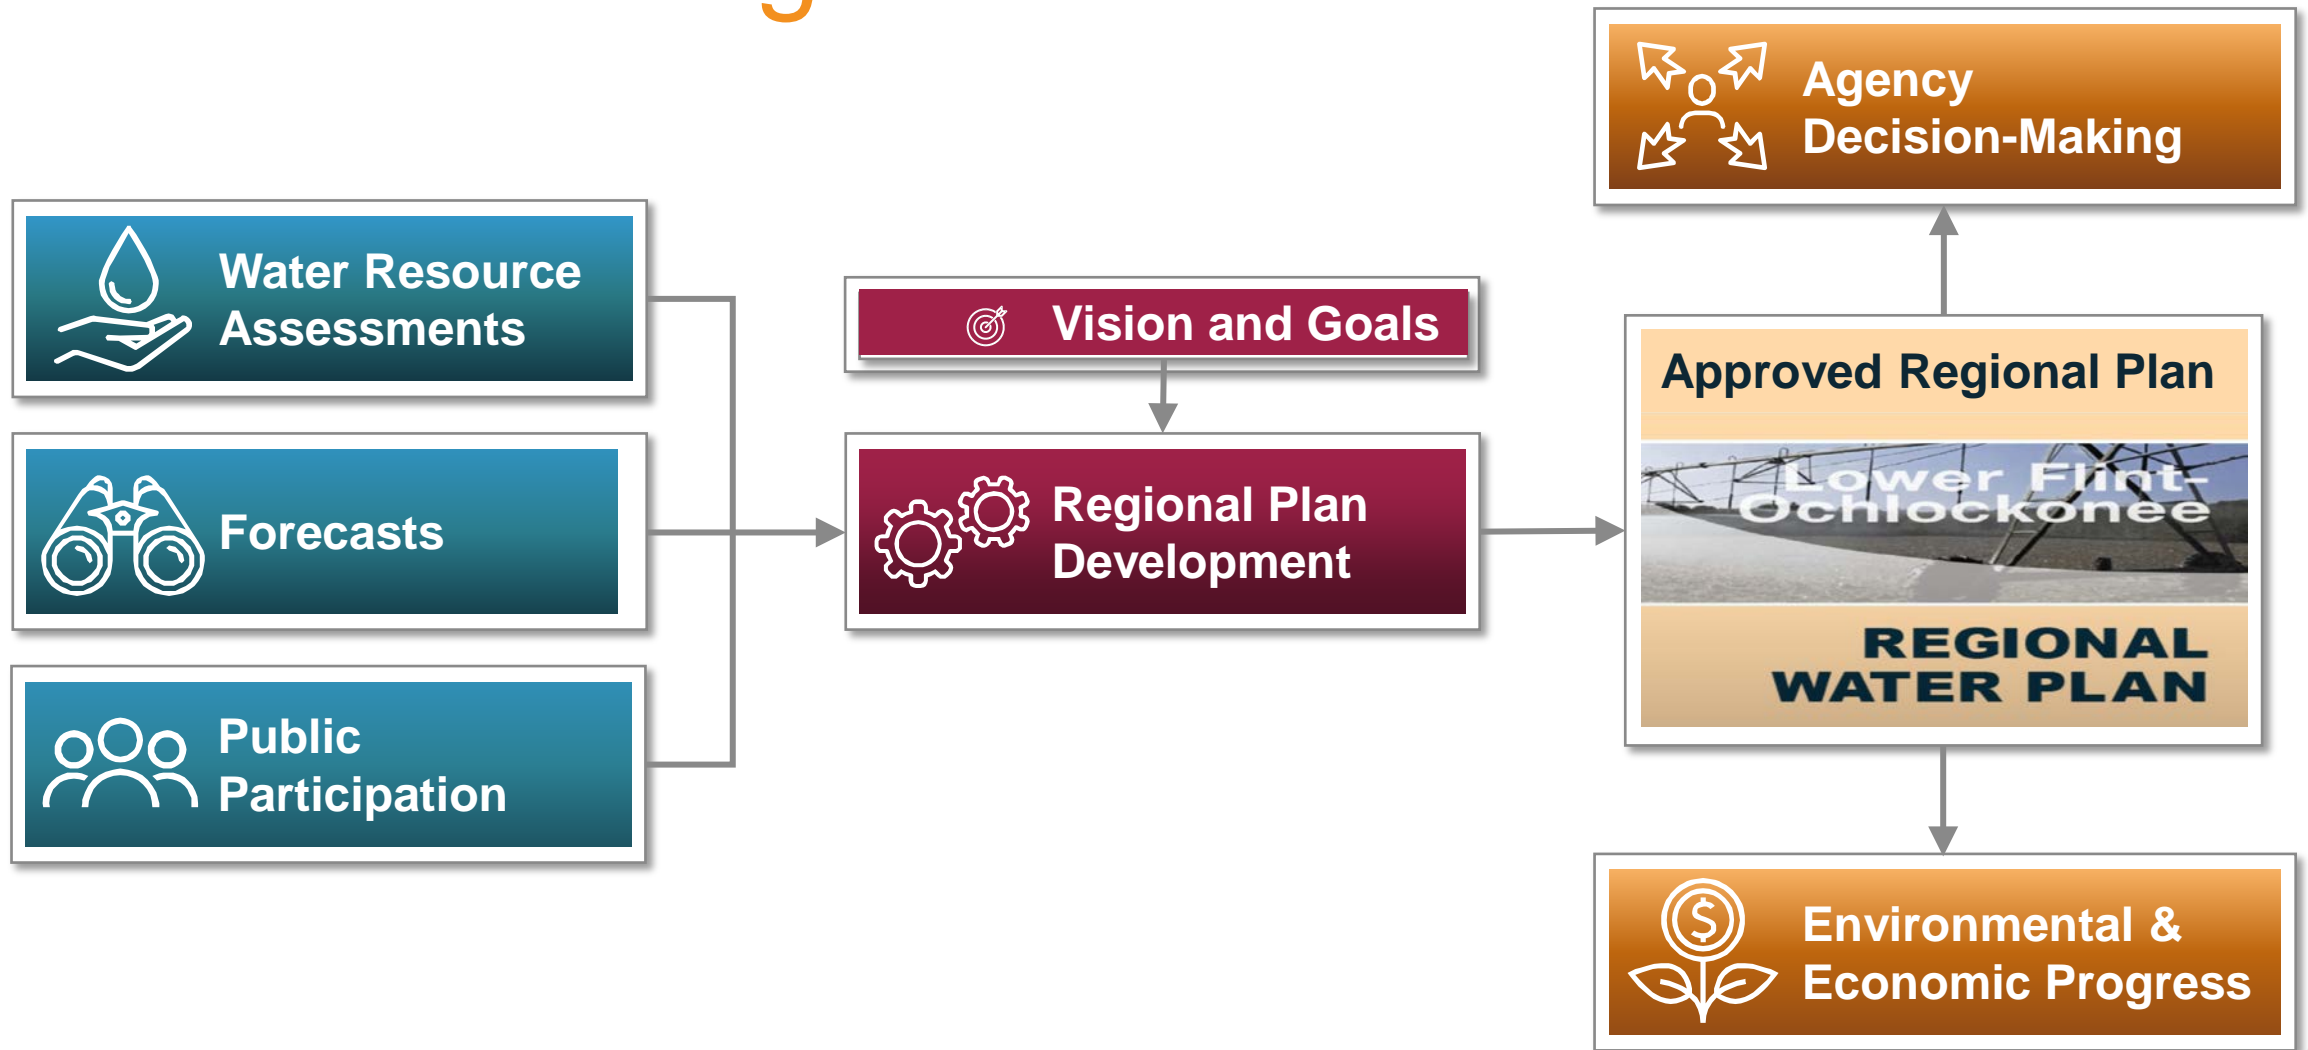 Water Resource
Assessments
Forecasts
Public
Participation
Vision and Goals
Regional Plan
Development
Agency
Decision-Making
Approved Regional Plan
Lower Flint-
Ochlockonee
REGIONAL
WATER PLAN
Environmental &
Economic Progress